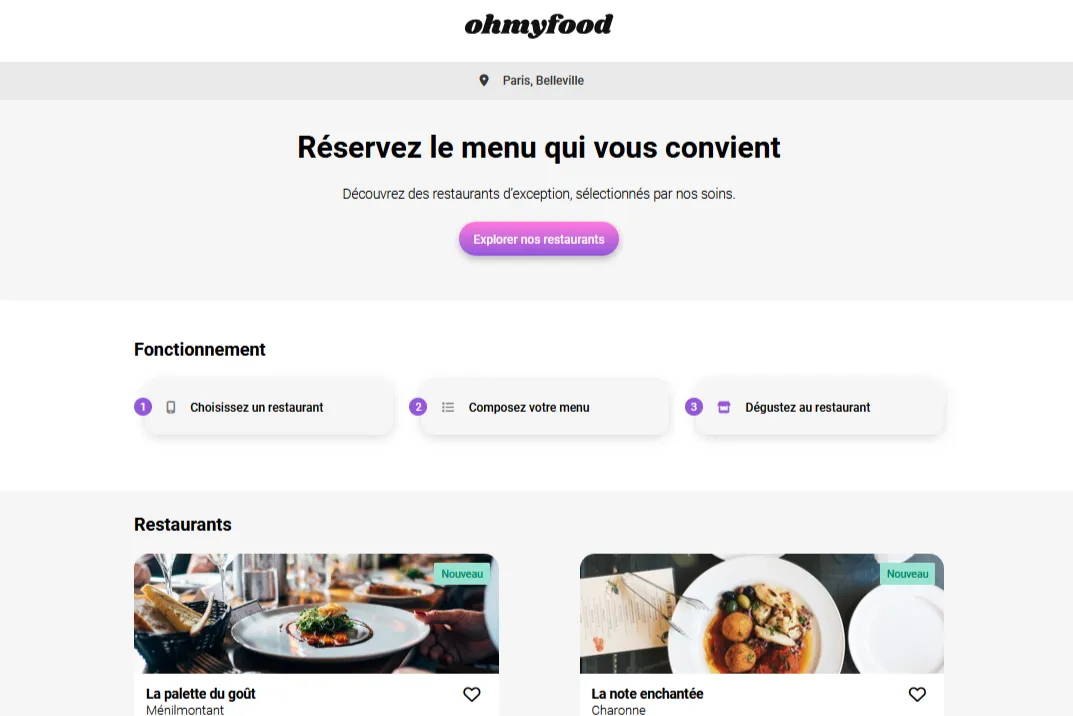 ohmyfood
Paris, Belleville
Réservez le menu qui vous convient
Découvrez des restaurants d'exception, sélectionnés par nos soins.
Explorer nos restaurants
Fonctionnement
1 Choisissez un restaurant
2 Composez votre menu
3 Dégustez au restaurant
Restaurants
Nouveau
La palette du goût
Ménilmontant
Nouveau
La note enchantée
Charonne